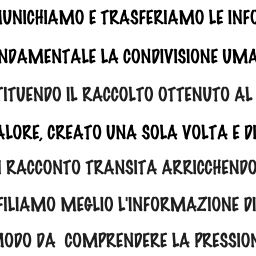 MUNICHIAMO E TRASFERIAMO LE INFO
NDAMENTALE LA CONDIVISIONE UMA
TITUENDO IL RACCOLTO OTTENUTO AL
ALORE, CREATO UNA SOLA VOLTA E DI
RACCONTO TRANSITA ARRICCHENDO
FILIAMO MEGLIO L'INFORMAZIONE DI
MODO DA COMPRENDERE LA PRESSION